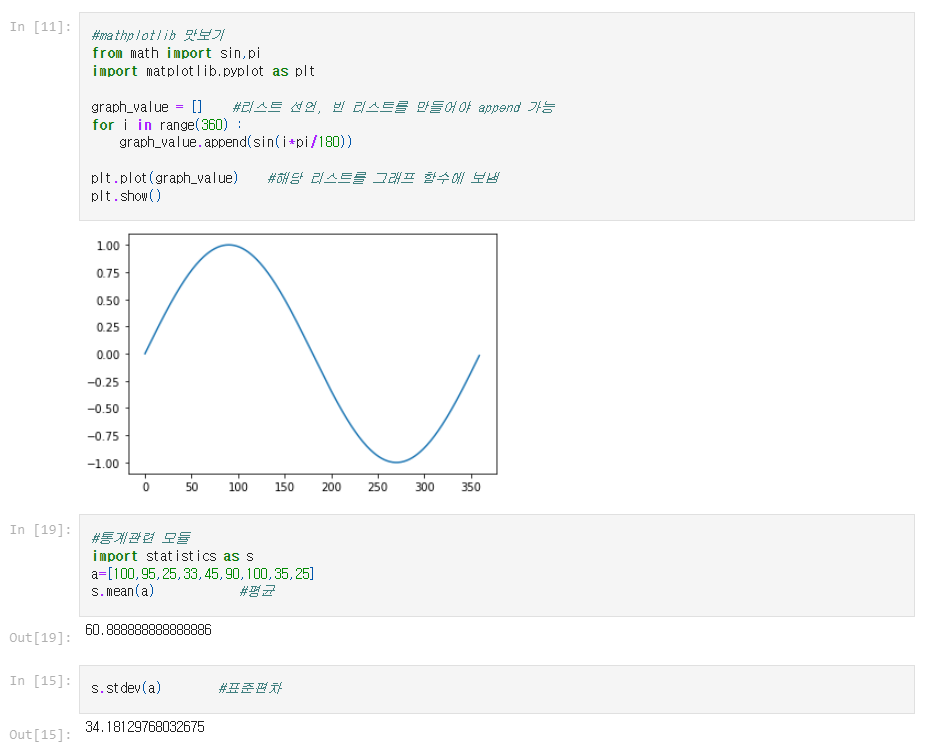 In [11]:
#mathplotlib 맛보기
from math import sin,pi
import matplotlib.pyplot as plt
graph_value = [] #리스트 선언, 빈 리스트를 만들어야 append 가능
for i in range(360) :
graph_value.append(sin(i*pi/180))
plt.plot(graph_value) #해당 리스트를 그래프 함수에 보냄
plt.show()
1.00
0.75
0.50
0.25
0.00
−0.25
−0.50
−0.75
−1.00
0 50 100 150 200 250 300 350
In [19]:
#통계관련 모듈
import statistics as s
a=[100,95,25,33,45,90,100,35,25]
s.mean(a) #평균
Out[19]: 60.888888888888886
In [15]:
s.stdev(a) #표준편차
Out[15]: 34.18129768032675